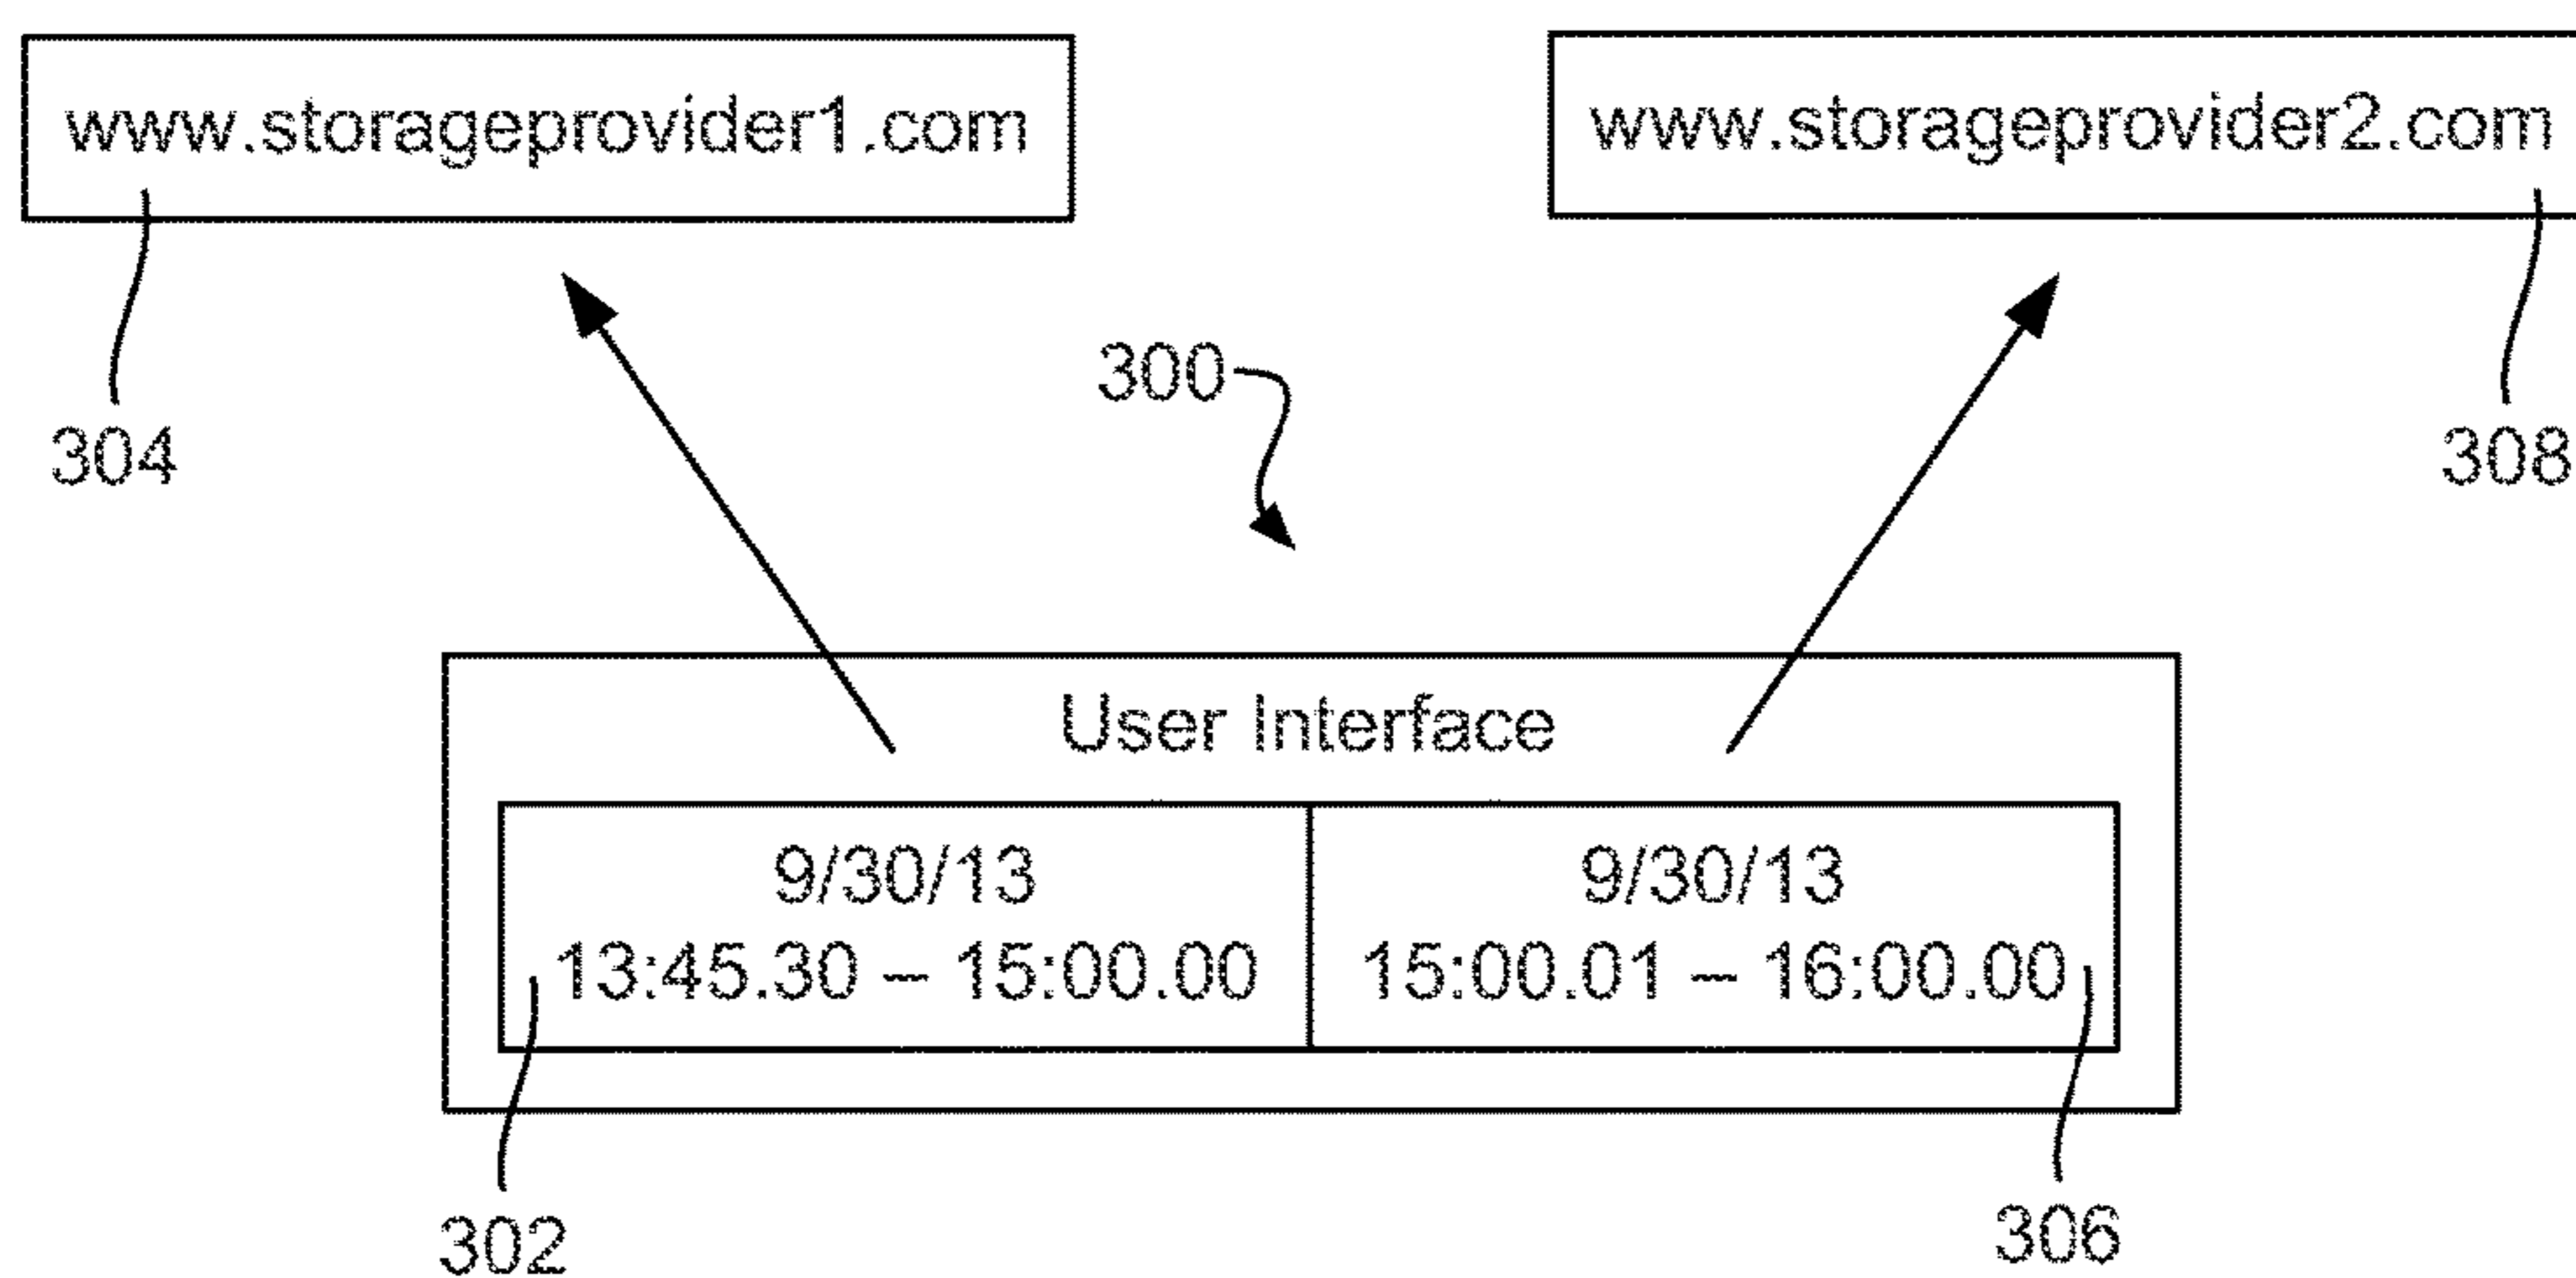 www.storageprovider1.com
www.storageprovider2.com
300
304
308
User Interface
9/30/13
13:45.30 – 15:00.00
9/30/13
15:00.01 – 16:00.00
302
306